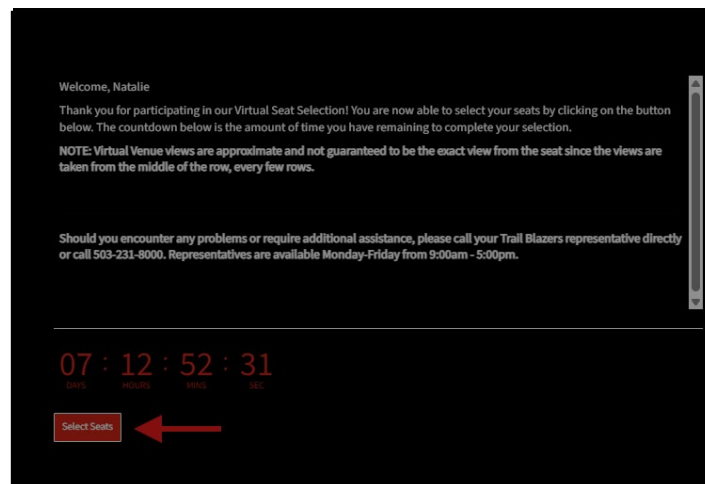 Welcome, Natalie
Thank you for participating in our Virtual Seat Selection! You are now able to select your seats by clicking on the button
below. The countdown below is the amount of time you have remaining to complete your selection.
NOTE: Virtual Venue views are approximate and not guaranteed to be the exact view from the seat since the views are
taken from the middle of the row, every few rows.
Should you encounter any problems or require additional assistance, please call your Trail Blazers representative directly
or call 503-231-8000. Representatives are available Monday-Friday from 9:00am - 5:00pm.
07 : 12 : 52 : 31
DAYS HOURS MINS SEC
Select Seats